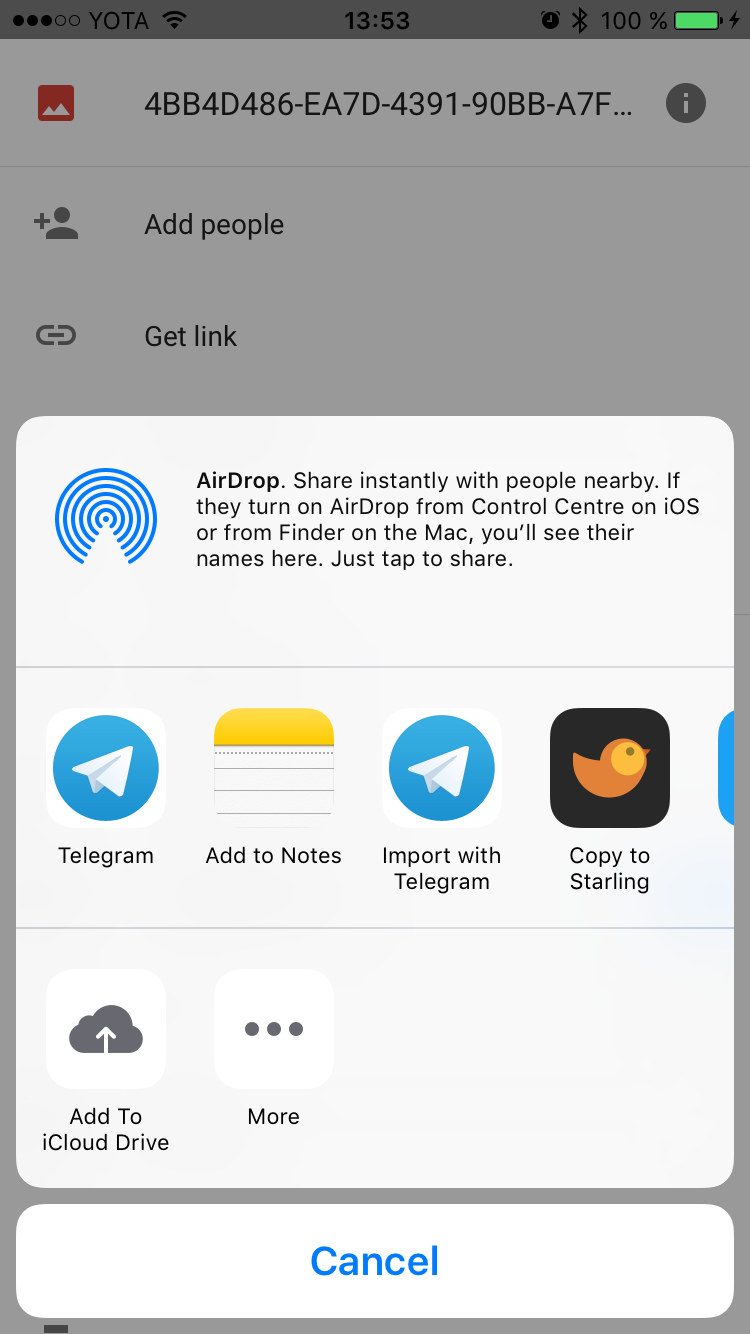 YOTA 13:53 100 %
4BB4D486-EA7D-4391-90BB-A7F...
Add people
Get link
AirDrop. Share instantly with people nearby. If
they turn on AirDrop from Control Centre on iOS
or from Finder on the Mac, you’ll see their
names here. Just tap to share.
Telegram
Add to Notes
Import with
Telegram
Copy to
Starling
Add To
iCloud Drive
More
Cancel